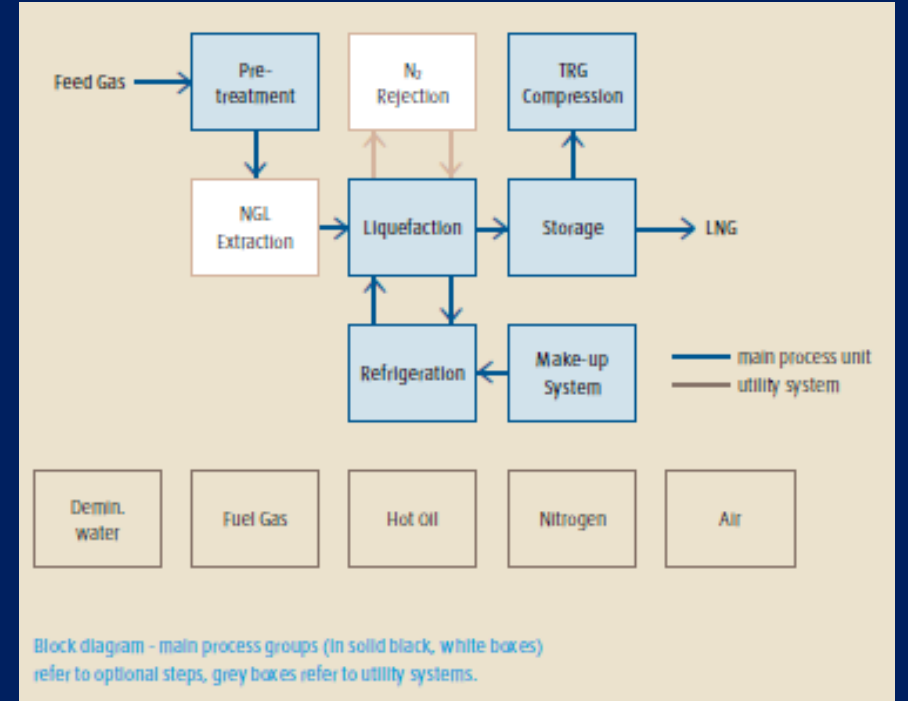 Feed Gas
Pre-
treatment
N₂
Rejection
TRG
Compression
NGL
Extraction
Liquefaction
Storage
LNG
Refrigeration
Make-up
System
main process unit
utility system
Demin.
water
Fuel Gas
Hot Oil
Nitrogen
Air
Block diagram - main process groups (in solid black, white boxes)
refer to optional steps, grey boxes refer to utility systems.